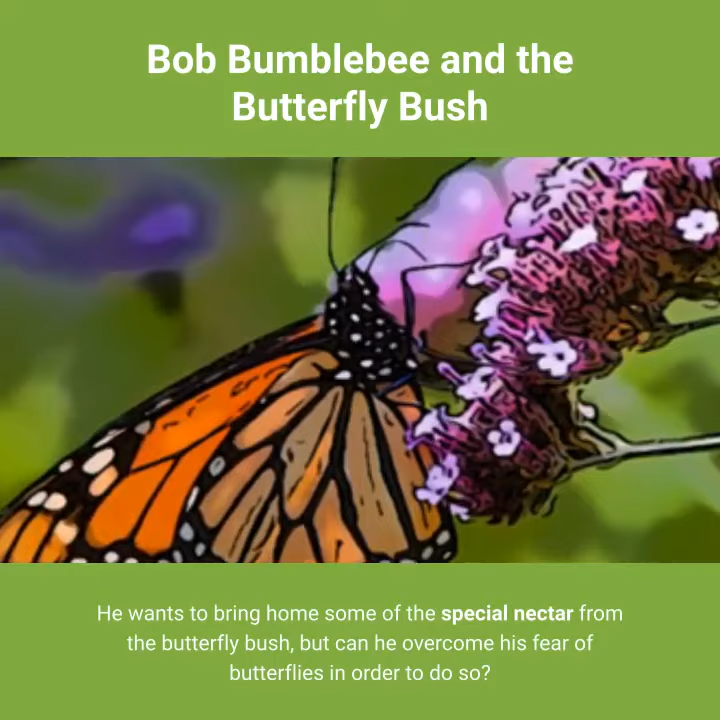 Bob Bumblebee and the
Butterfly Bush
He wants to bring home some of the special nectar from
the butterfly bush, but can he overcome his fear of
butterflies in order to do so?